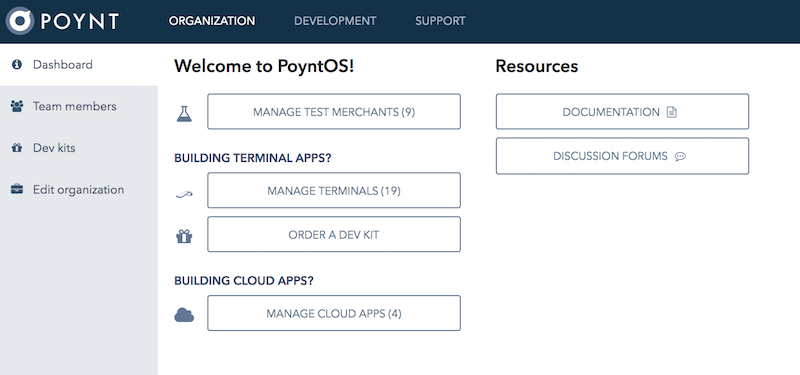 POYNT
ORGANIZATION
DEVELOPMENT
SUPPORT
Dashboard
Team members
Dev kits
Edit organization
Welcome to PoyntOS!
MANAGE TEST MERCHANTS (9)
BUILDING TERMINAL APPS?
MANAGE TERMINALS (19)
ORDER A DEV KIT
BUILDING CLOUD APPS?
MANAGE CLOUD APPS (4)
Resources
DOCUMENTATION
DISCUSSION FORUMS